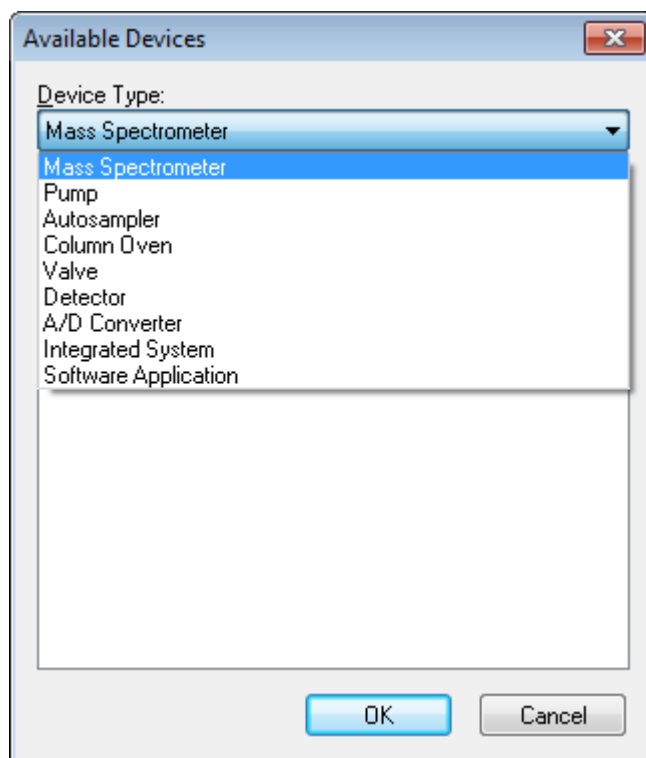 Available Devices
Device Type:
Mass Spectrometer
Mass Spectrometer
Pump
Autosampler
Column Oven
Valve
Detector
A/D Converter
Integrated System
Software Application
OK
Cancel